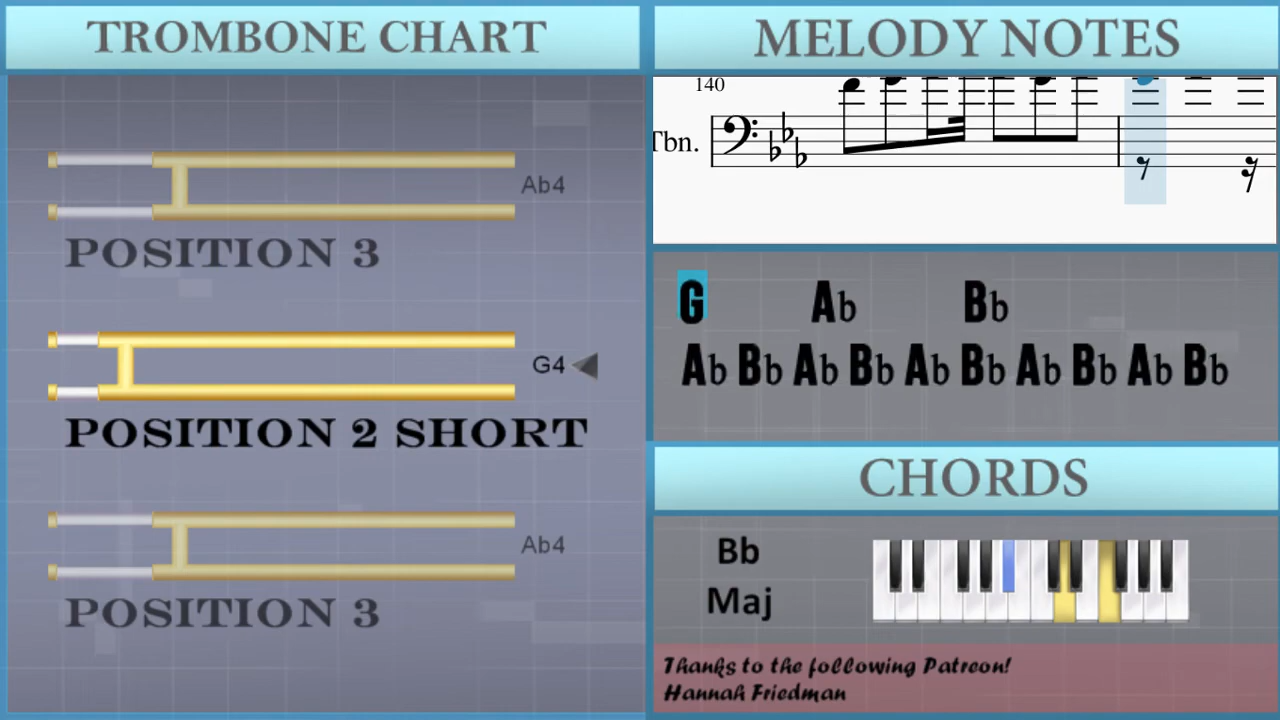 TROMBONE CHART
Ab4
POSITION 3
G4
POSITION 2 SHORT
Ab4
POSITION 3
MELODY NOTES
140
Tbn.
G Ab Bb
Ab Bb Ab Bb Ab Bb Ab Bb Ab Bb
CHORDS
Bb
Maj
Thanks to the following Patreon!
Hannah Friedman